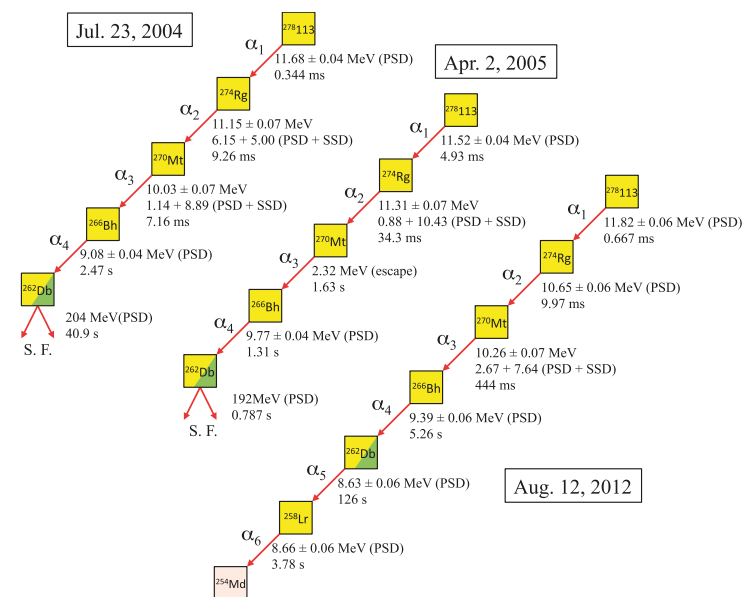 Jul. 23, 2004
²⁷⁸113
α₁
11.68 ± 0.04 MeV (PSD)
0.344 ms
²⁷⁴Rg
α₂
11.15 ± 0.07 MeV
6.15 + 5.00 (PSD + SSD)
9.26 ms
²⁷⁰Mt
α₃
10.03 ± 0.07 MeV
1.14 + 8.89 (PSD + SSD)
7.16 ms
²⁶⁶Bh
α₄
9.08 ± 0.04 MeV (PSD)
2.47 s
²⁶²Db
204 MeV(PSD)
40.9 s
S. F.
Apr. 2, 2005
²⁷⁸113
α₁
11.52 ± 0.04 MeV (PSD)
4.93 ms
²⁷⁴Rg
α₂
11.31 ± 0.07 MeV
0.88 + 10.43 (PSD + SSD)
34.3 ms
²⁷⁰Mt
α₃
2.32 MeV (escape)
1.63 s
²⁶⁶Bh
α₄
9.77 ± 0.04 MeV (PSD)
1.31 s
²⁶²Db
192MeV (PSD)
0.787 s
S. F.
²⁷⁸113
α₁
11.82 ± 0.06 MeV (PSD)
0.667 ms
²⁷⁴Rg
α₂
10.65 ± 0.06 MeV (PSD)
9.97 ms
²⁷⁰Mt
α₃
10.26 ± 0.07 MeV
2.67 + 7.64 (PSD + SSD)
444 ms
²⁶⁶Bh
α₄
9.39 ± 0.06 MeV (PSD)
5.26 s
²⁶²Db
α₅
8.63 ± 0.06 MeV (PSD)
126 s
²⁵⁸Lr
α₆
8.66 ± 0.06 MeV (PSD)
3.78 s
²⁵⁴Md
Aug. 12, 2012